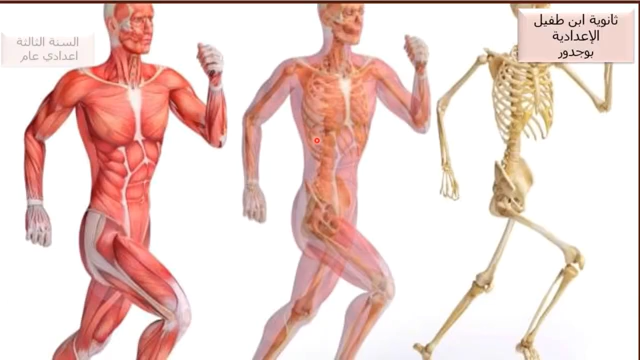 ثانوية ابن طفيل
الإعدادية
بوجدور
السنة الثالثة
اعدادي عام